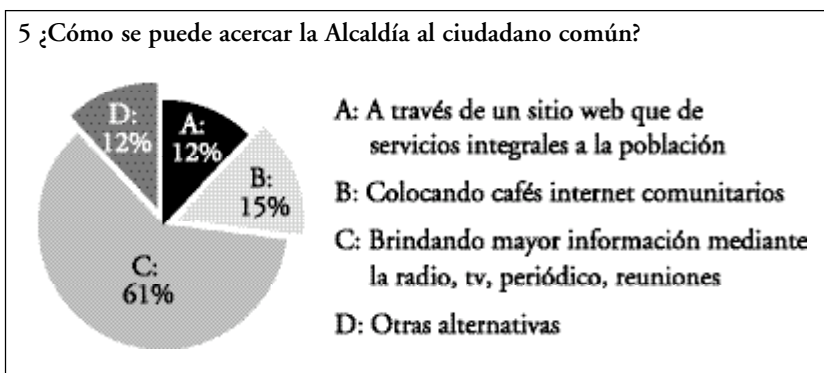 5 ¿Cómo se puede acercar la Alcaldía al ciudadano común?
D:
12%
A:
12%
B:
15%
C:
61%
A: A través de un sitio web que de
servicios integrales a la población
B: Colocando cafés internet comunitarios
C: Brindando mayor información mediante
la radio, tv, periódico, reuniones
D: Otras alternativas